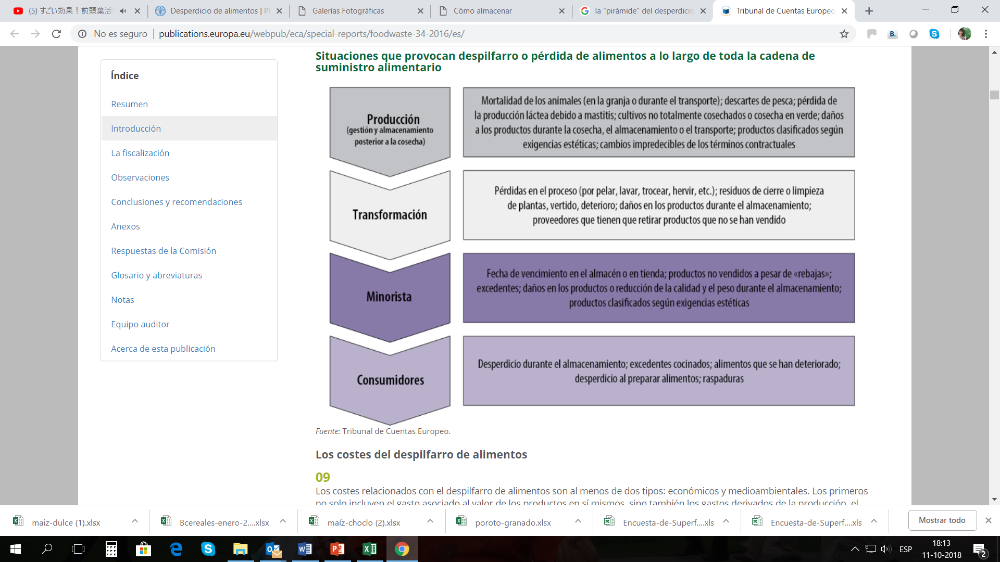 (5) すごい効果！前頭葉活
Desperdicio de alimentos | Pl
Galerías Fotográficas
Cómo almacenar
la "pirámide" del desperdicio
Tribunal de Cuentas Europeo
No es seguro
publications.europa.eu/webpub/eca/special-reports/foodwaste-34-2016/es/
B.
Índice
Resumen
Introducción
La fiscalización
Observaciones
Conclusiones y recomendaciones
Anexos
Respuestas de la Comisión
Glosario y abreviaturas
Notas
Equipo auditor
Acerca de esta publicación
Situaciones que provocan despilfarro o pérdida de alimentos a lo largo de toda la cadena de
suministro alimentario
Producción
(gestión y almacenamiento
posterior a la cosecha)
Mortalidad de los animales (en la granja o durante el transporte); descartes de pesca; pérdida de
la producción láctea debido a mastitis; cultivos no totalmente cosechados o cosecha en verde; daños
a los productos durante la cosecha, el almacenamiento o el transporte; productos clasificados según
exigencias estéticas; cambios impredecibles de los términos contractuales
Transformación
Pérdidas en el proceso (por pelar, lavar, trocear, hervir, etc.); residuos de cierre o limpieza
de plantas, vertido, deterioro; daños en los productos durante el almacenamiento;
proveedores que tienen que retirar productos que no se han vendido
Minorista
Fecha de vencimiento en el almacén o en tienda; productos no vendidos a pesar de «rebajas»;
excedentes; daños en los productos o reducción de la calidad y el peso durante el almacenamiento;
productos clasificados según exigencias estéticas
Consumidores
Desperdicio durante el almacenamiento; excedentes cocinados; alimentos que se han deteriorado;
desperdicio al preparar alimentos; raspaduras
Fuente: Tribunal de Cuentas Europeo.
Los costes del despilfarro de alimentos
09
Los costes relacionados con el despilfarro de alimentos son al menos de dos tipos: económicos y medioambientales. Los primeros
no solo incluyen el gasto asociado al valor de los productos en sí mismos, sino también los gastos derivados de la producción, el
maiz-dulce (1).xlsx
Bcereales-enero-2....xlsx
maíz-choclo (2).xlsx
poroto-granado.xlsx
Encuesta-de-Superf....xls
Encuesta-de-Superf....xls
Mostrar todo
ESP
18:13
11-10-2018
2